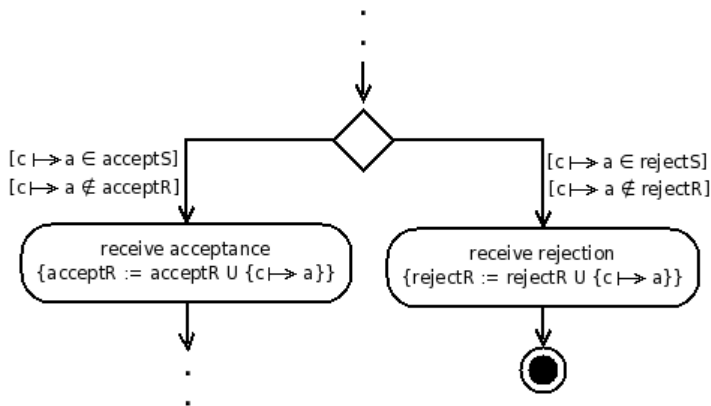 [c ↦ a ∈ acceptS]
[c ↦ a ∉ acceptR]
[c ↦ a ∈ rejectS]
[c ↦ a ∉ rejectR]
receive acceptance
{acceptR := acceptR U {c ↦ a}}
receive rejection
{rejectR := rejectR U {c ↦ a}}